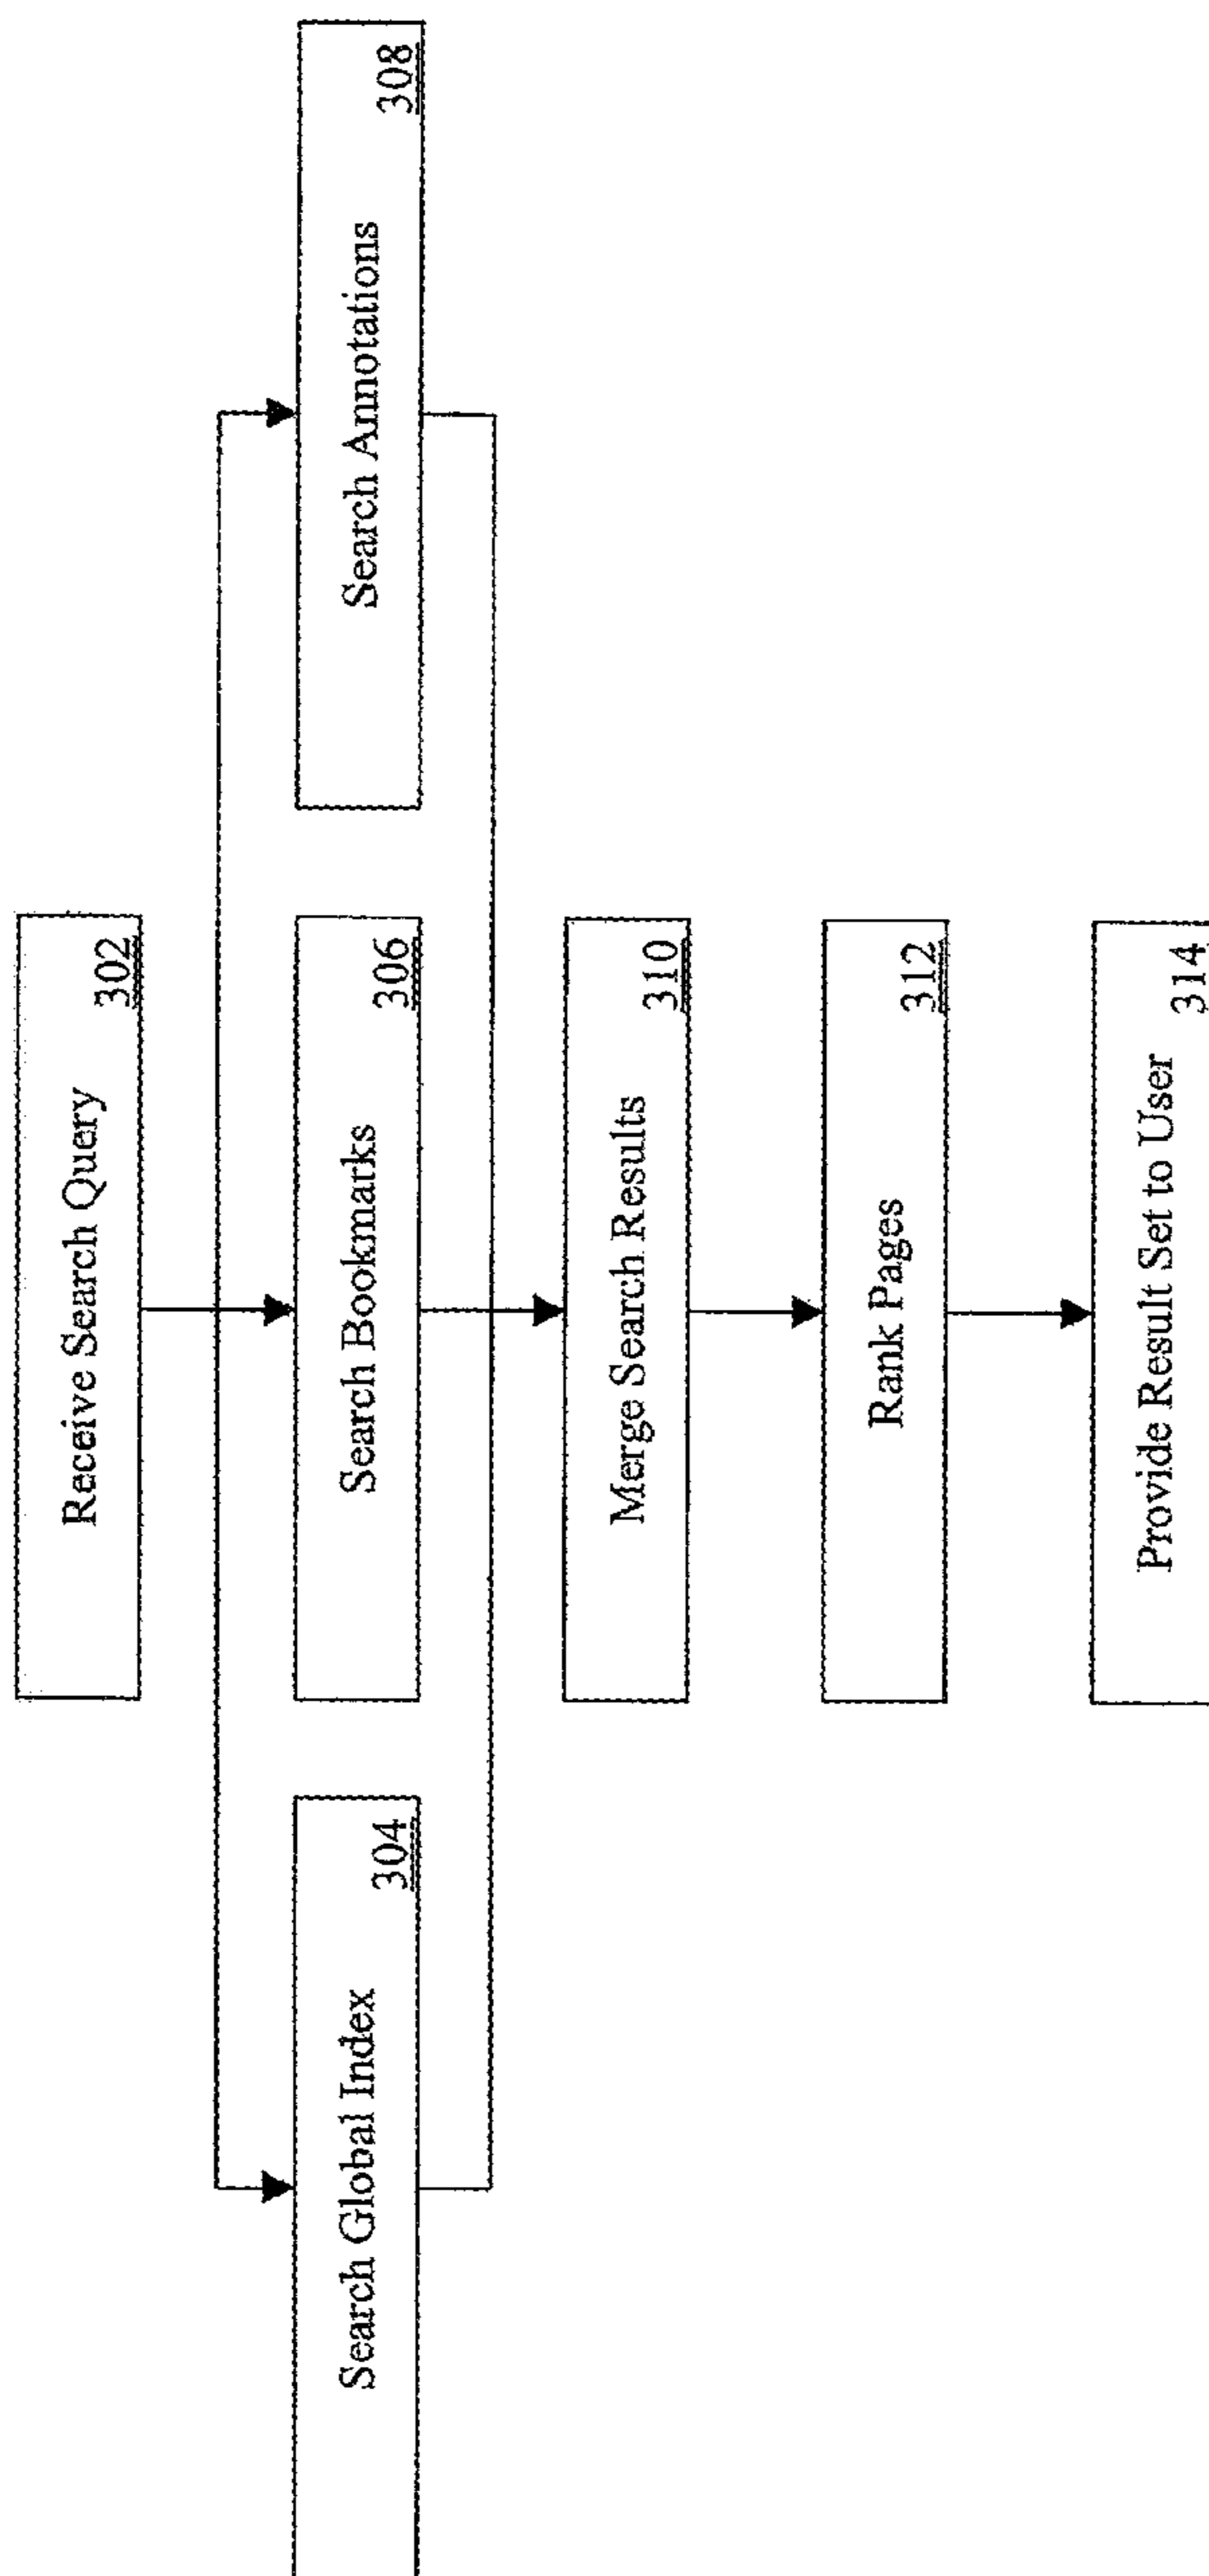 Receive Search Query
302
Search Global Index
304
Search Bookmarks
306
Search Annotations
308
Merge Search Results
310
Rank Pages
312
Provide Result Set to User
314